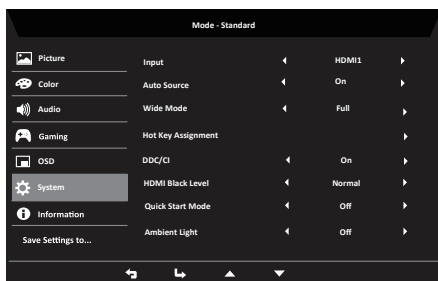 Mode - Standard
Picture
Color
Audio
Gaming
OSD
System
Information
Save Settings to...
Input HDMI1
Auto Source On
Wide Mode Full
Hot Key Assignment
DDC/CI On
HDMI Black Level Normal
Quick Start Mode Off
Ambient Light Off